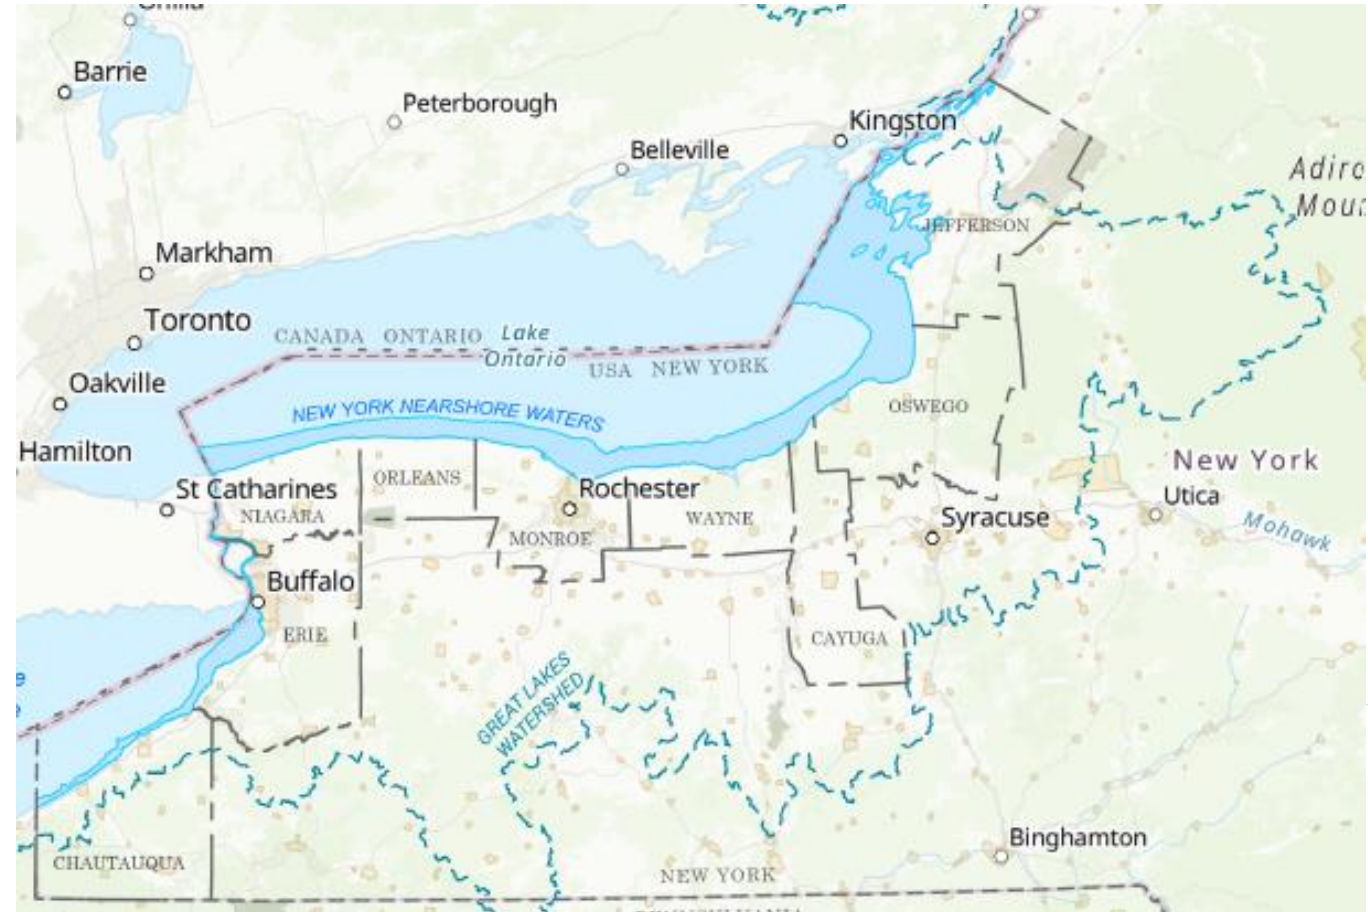 Barrie
Peterborough
Kingston
Belleville
Adiro
Mou
JEFFERSON
Markham
Toronto
CANADA ONTARIO
Lake
Ontario
USA NEW YORK
Oakville
NEW YORK NEARSHORE WATERS
OSWEGO
Hamilton
New York
ORLEANS
St Catharines
Rochester
Utica
NIAGARA
WAYNE
Syracuse
Mohawk
MONROE
Buffalo
ERIE
CAYUGA
GREAT LAKES
WATERSHED
Binghamton
CHAUTAUQUA
NEW YORK